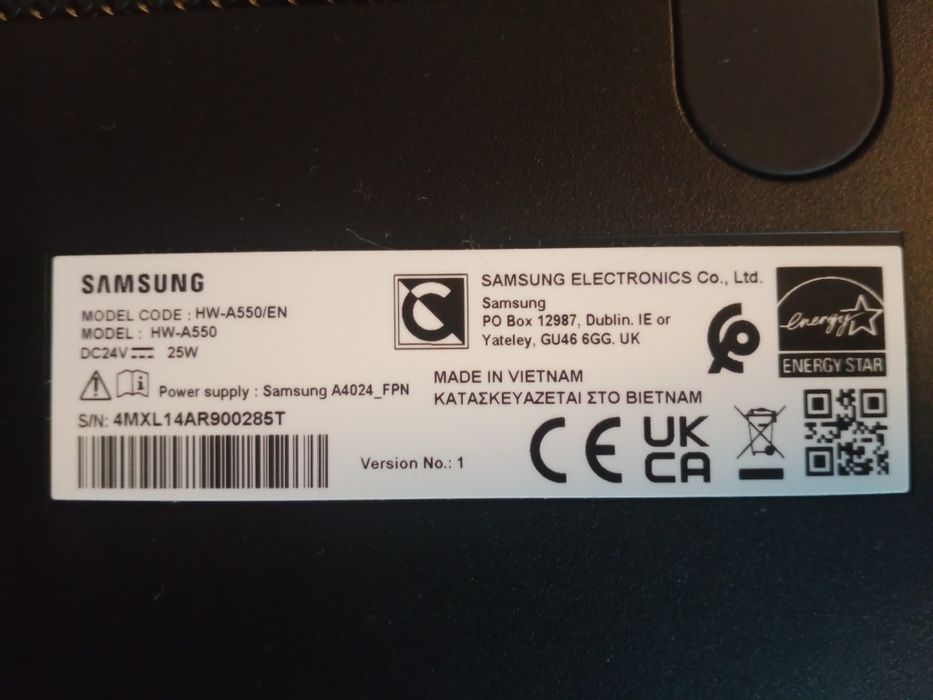 SAMSUNG
MODEL CODE : HW-A550/EN
MODEL : HW-A550
DC24V 25W
Power supply : Samsung A4024_FPN
S/N: 4MXL14AR900285T
Version No.: 1
SAMSUNG ELECTRONICS Co., Ltd.
Samsung
PO Box 12987, Dublin. IE or
Yateley, GU46 6GG. UK
MADE IN VIETNAM
ΚΑΤΑΣΚΕΥΑΖΕΤΑΙ ΣΤΟ ΒΙΕΤΝΑΜ
CE
UK
CA
energy
ENERGY STAR